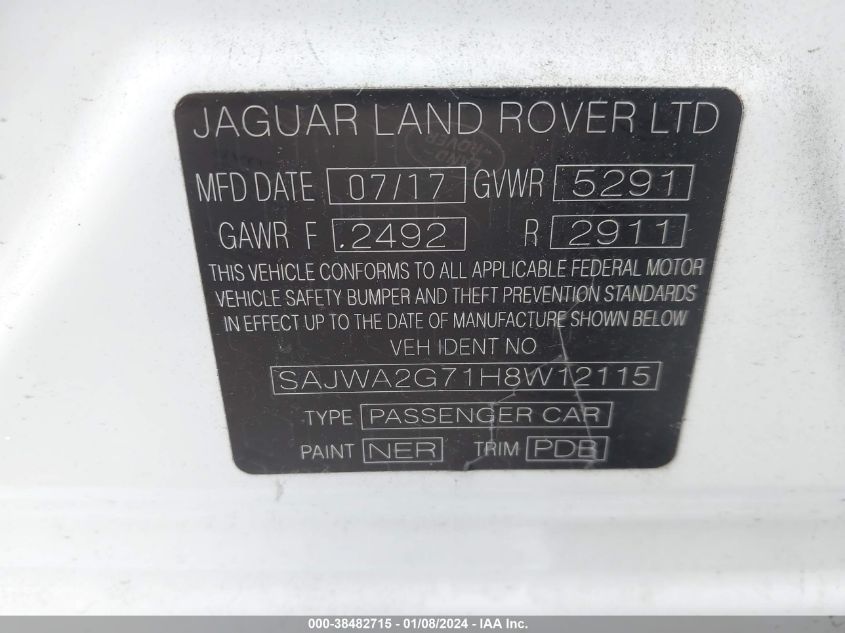 JAGUAR LAND ROVER LTD
LAND
ROVER
MFD DATE 07/17 GVWR 5291
GAWR F .2492 R 2911
THIS VEHICLE CONFORMS TO ALL APPLICABLE FEDERAL MOTOR
VEHICLE SAFETY BUMPER AND THEFT PREVENTION STANDARDS
IN EFFECT UP TO THE DATE OF MANUFACTURE SHOWN BELOW
VEH IDENT NO
SAJWA2G71H8W12115
TYPE PASSENGER CAR
PAINT NER TRIM PDB
000-38482715 - 01/08/2024 - IAA Inc.